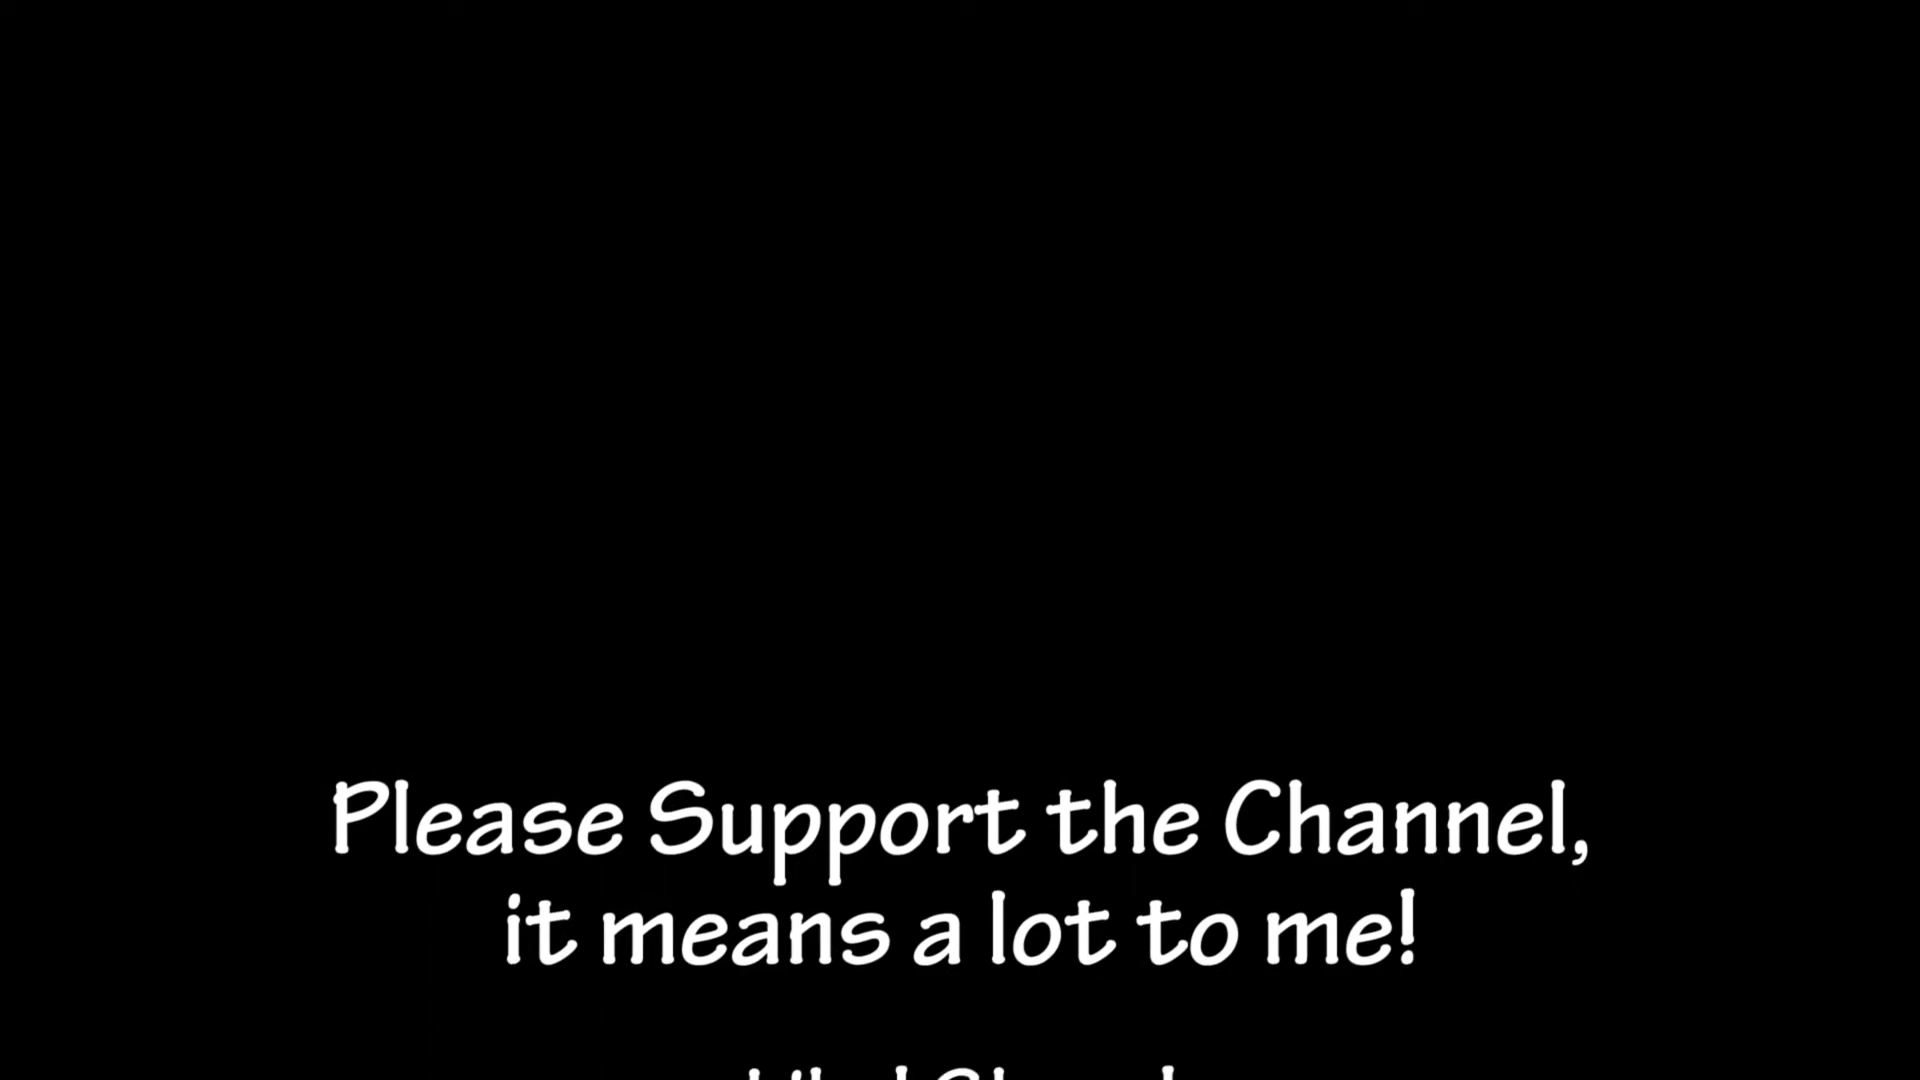 Please Support the Channel,
it means a lot to me!